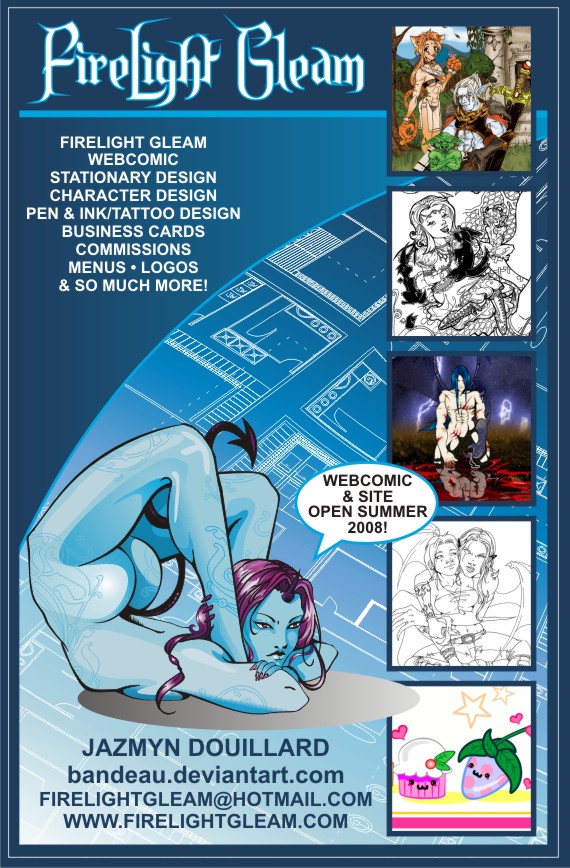 FireLight Gleam
FIRELIGHT GLEAM
WEBCOMIC
STATIONARY DESIGN
CHARACTER DESIGN
PEN & INK/TATTOO DESIGN
BUSINESS CARDS
COMMISSIONS
MENUS • LOGOS
& SO MUCH MORE!
WEBCOMIC
& SITE
OPEN SUMMER
2008!
JAZMYN DOUILLARD
bandeau.deviantart.com
FIRELIGHTGLEAM@HOTMAIL.COM
WWW.FIRELIGHTGLEAM.COM